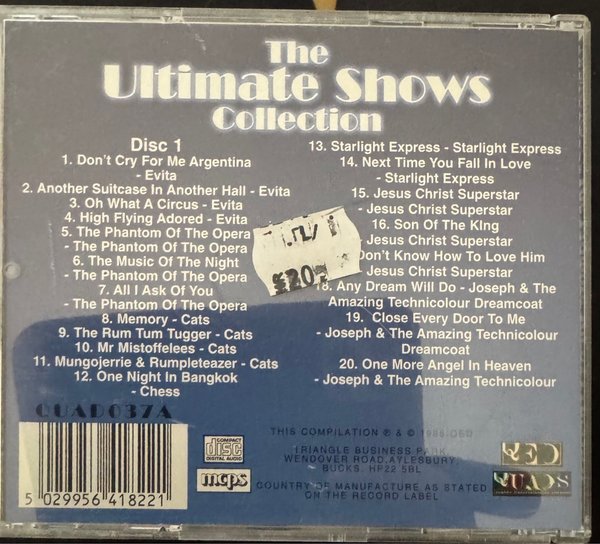 The
Ultimate Shows
Collection
Disc 1
1. Don't Cry For Me Argentina
- Evita
2. Another Suitcase In Another Hall - Evita
3. Oh What A Circus - Evita
4. High Flying Adored - Evita
5. The Phantom Of The Opera
- The Phantom Of The Opera
6. The Music Of The Night
- The Phantom Of The Opera
7. All I Ask Of You
- The Phantom Of The Opera
8. Memory - Cats
9. The Rum Tum Tugger - Cats
10. Mr Mistoffelees - Cats
11. Mungojerrie & Rumpleteazer - Cats
12. One Night In Bangkok
- Chess
13. Starlight Express - Starlight Express
14. Next Time You Fall In Love
- Starlight Express
15. Jesus Christ Superstar
- Jesus Christ Superstar
16. Son Of The KIng
Jesus Christ Superstar
Don't Know How To Love Him
Jesus Christ Superstar
18. Any Dream Will Do - Joseph & The
Amazing Technicolour Dreamcoat
19. Close Every Door To Me
- Joseph & The Amazing Technicolour
Dreamcoat
20. One More Angel In Heaven
- Joseph & The Amazing Technicolour
QUAD037A
5 029956 418221
COMPACT
disc
DIGITAL AUDIO
mcps
THIS COMPILATION ℗ & ©
TRIANGLE BUSINESS PARK
WENDOVER ROAD, AYLESBURY
BUCKS. HP22 5BL
COUNTRY OF MANUFACTURE AS STATED
ON THE RECORD LABEL
QED
QUADS